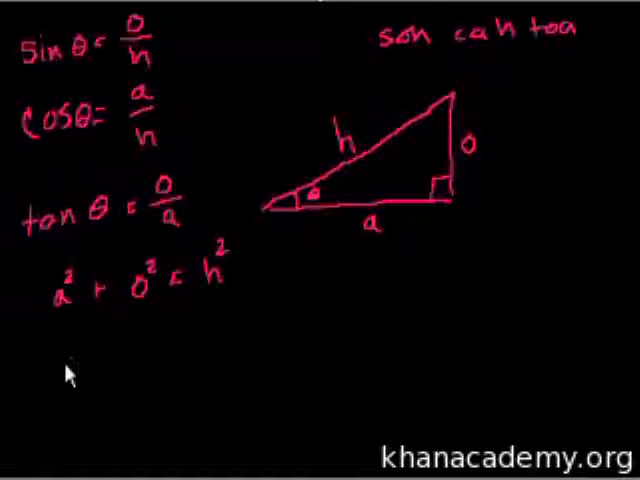 sin θ = o/h
soh cah toa
cos θ = a/h
h
o
θ
a
tan θ = o/a
a² + o² = h²
khanacademy.org